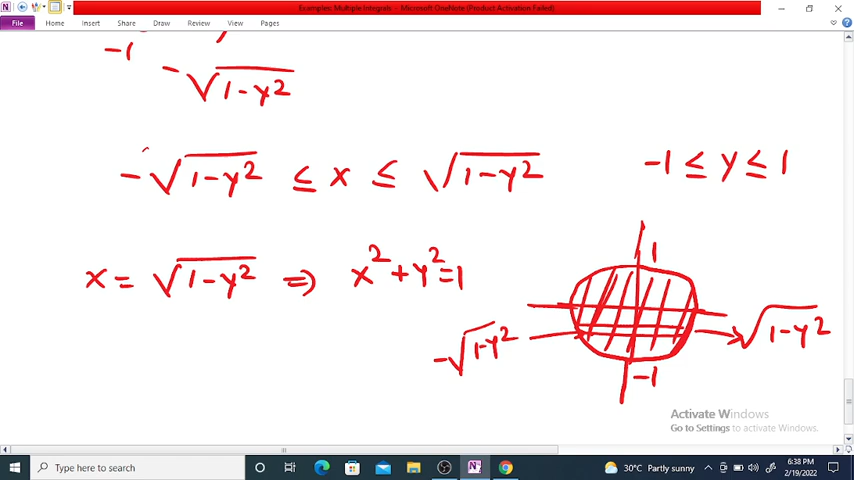 Examples: Multiple Integrals - Microsoft OneNote (Product Activation Failed)
File Home Insert Share Draw History Review View Pages
-1
-√(1-y²)
-√(1-y²) ≤ x ≤ √(1-y²) -1 ≤ y ≤ 1
x = √(1-y²) ⇒ x² + y² = 1
1
-√(1-y²) √(1-y²)
-1
Activate Windows
Go to Settings to activate Windows.
Type here to search
30°C Partly sunny
6:38 PM
2/19/2022